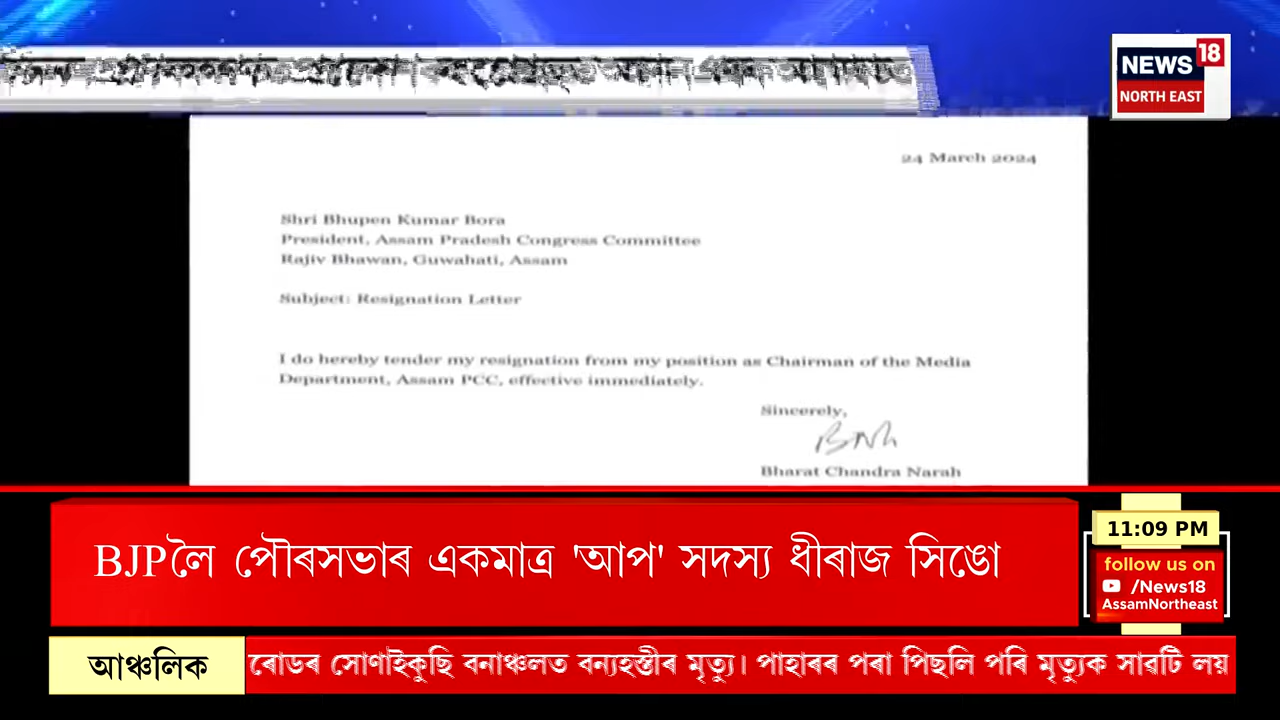 NEWS 18
NORTH EAST
24 March 2024
Shri Bhupen Kumar Bora
President, Assam Pradesh Congress Committee
Rajiv Bhawan, Guwahati, Assam
Subject: Resignation Letter
I do hereby tender my resignation from my position as Chairman of the Media
Department, Assam PCC, effective immediately.
Sincerely,
Bharat Chandra Narah
BJPলৈ পৌৰসভাৰ একমাত্ৰ 'আপ' সদস্য ধীৰাজ সিঙো
11:09 PM
follow us on
/News18
AssamNortheast
আঞ্চলিক
ৰোডৰ সোণাইকুছি বনাঞ্চলত বন্যহস্তীৰ মৃত্যু। পাহাৰৰ পৰা পিছলি পৰি মৃত্যুক সাৱটি লয়